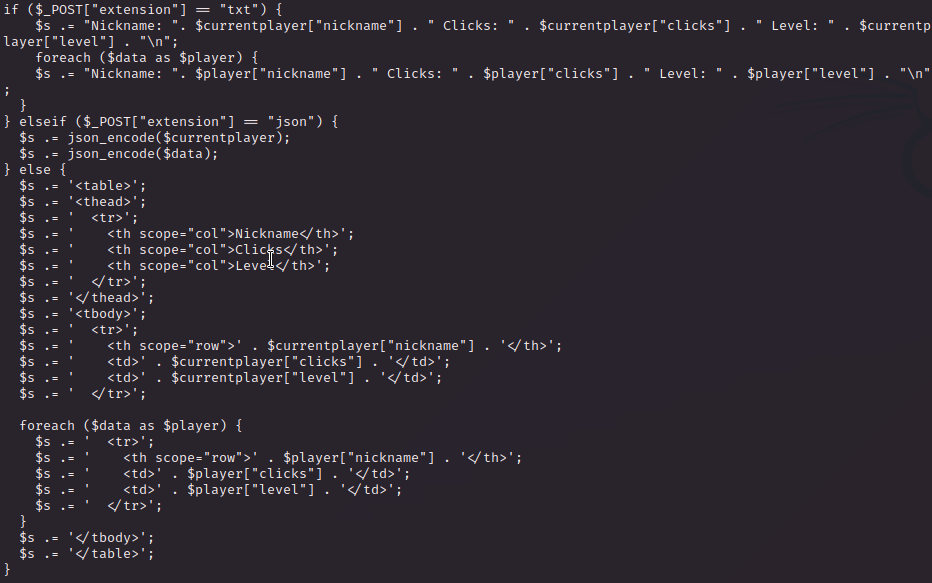 if ($_POST["extension"] == "txt") {
    $s .= "Nickname: ". $currentplayer["nickname"] . " Clicks: " . $currentplayer["clicks"] . " Level: " . $currentp
layer["level"] . "\n";
    foreach ($data as $player) {
    $s .= "Nickname: ". $player["nickname"] . " Clicks: " . $player["clicks"] . " Level: " . $player["level"] . "\n"
;
  }
} elseif ($_POST["extension"] == "json") {
  $s .= json_encode($currentplayer);
  $s .= json_encode($data);
} else {
  $s .= '<table>';
  $s .= '<thead>';
  $s .= '  <tr>';
  $s .= '    <th scope="col">Nickname</th>';
  $s .= '    <th scope="col">Clicks</th>';
  $s .= '    <th scope="col">Level</th>';
  $s .= '  </tr>';
  $s .= '</thead>';
  $s .= '<tbody>';
  $s .= '  <tr>';
  $s .= '    <th scope="row">' . $currentplayer["nickname"] . '</th>';
  $s .= '    <td>' . $currentplayer["clicks"] . '</td>';
  $s .= '    <td>' . $currentplayer["level"] . '</td>';
  $s .= '  </tr>';

  foreach ($data as $player) {
    $s .= '  <tr>';
    $s .= '    <th scope="row">' . $player["nickname"] . '</th>';
    $s .= '    <td>' . $player["clicks"] . '</td>';
    $s .= '    <td>' . $player["level"] . '</td>';
    $s .= '  </tr>';
  }
  $s .= '</tbody>';
  $s .= '</table>';
}